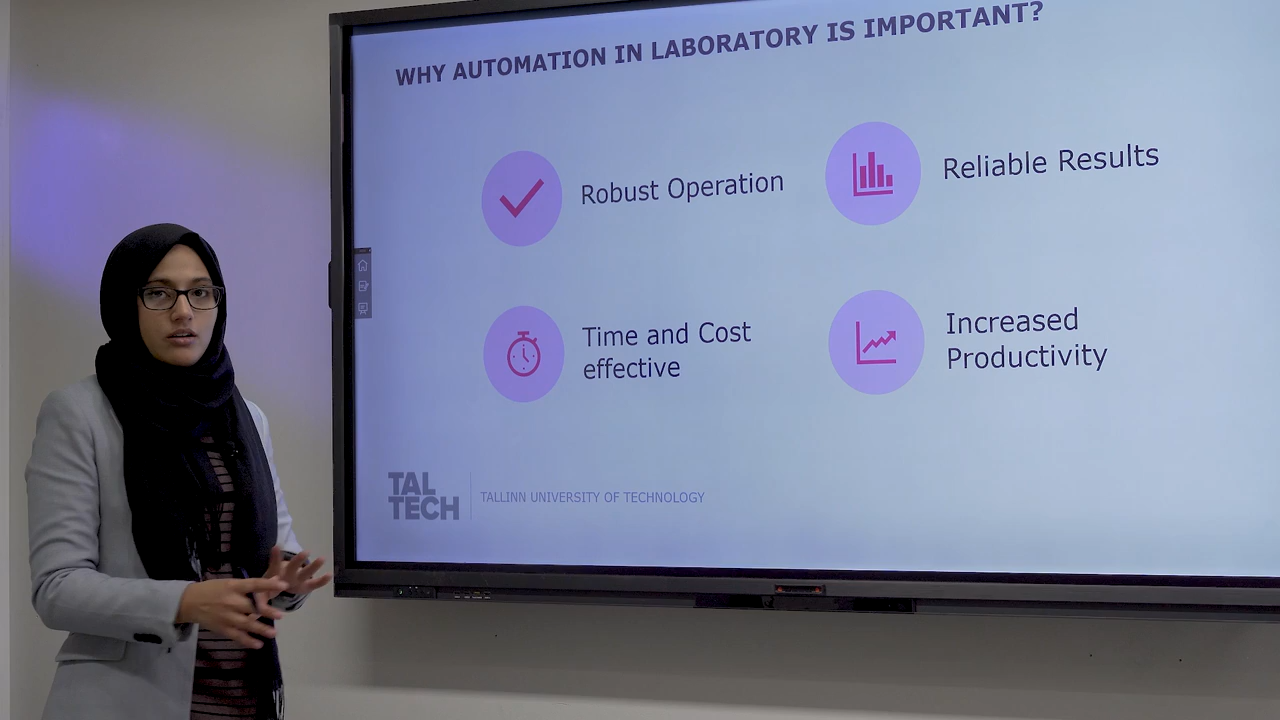 WHY AUTOMATION IN LABORATORY IS IMPORTANT?
Robust Operation
Reliable Results
Time and Cost
effective
Increased
Productivity
TAL
TECH
TALLINN UNIVERSITY OF TECHNOLOGY